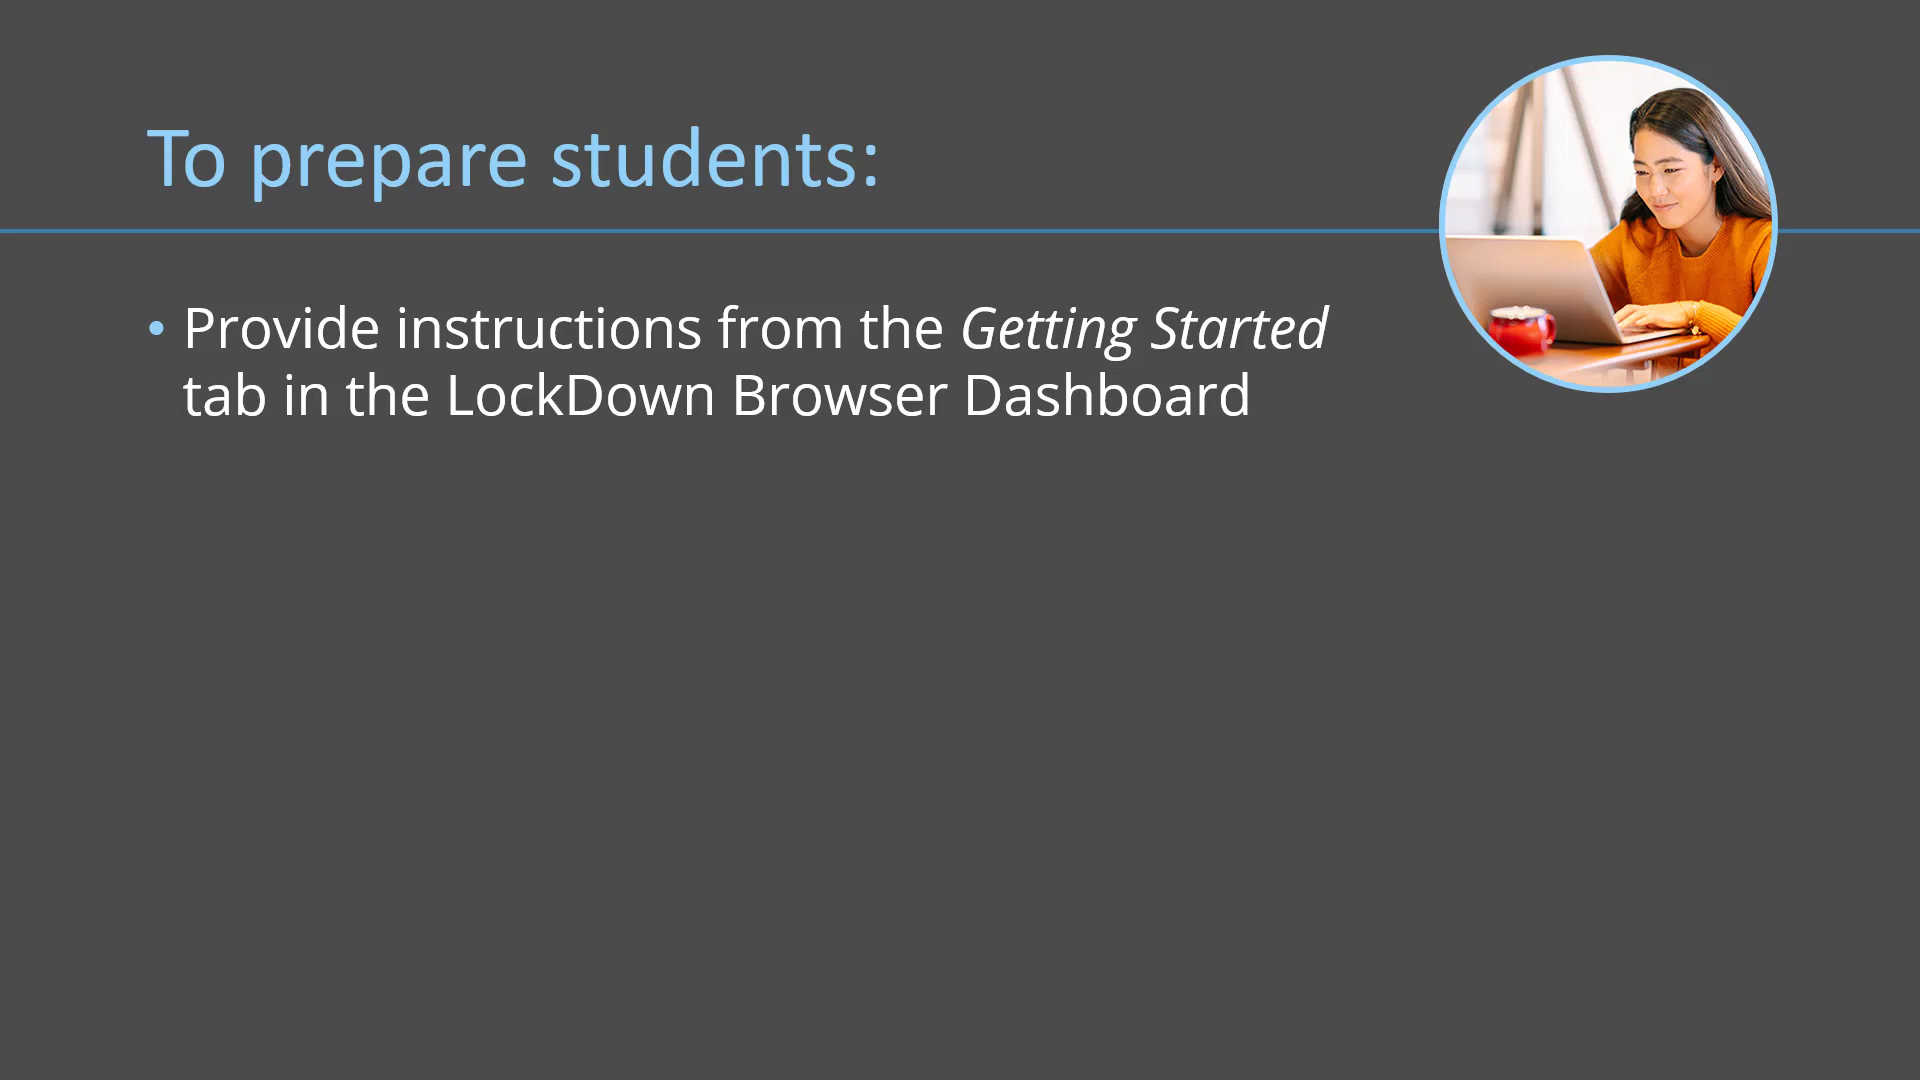 To prepare students:
• Provide instructions from the Getting Started
tab in the LockDown Browser Dashboard